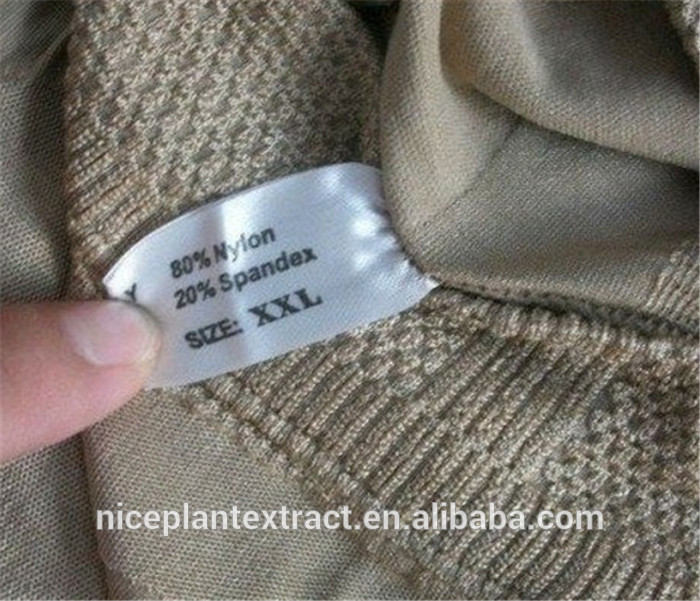 80% Nylon
20% Spandex
SIZE: XXL
niceplantextract.en.alibaba.com